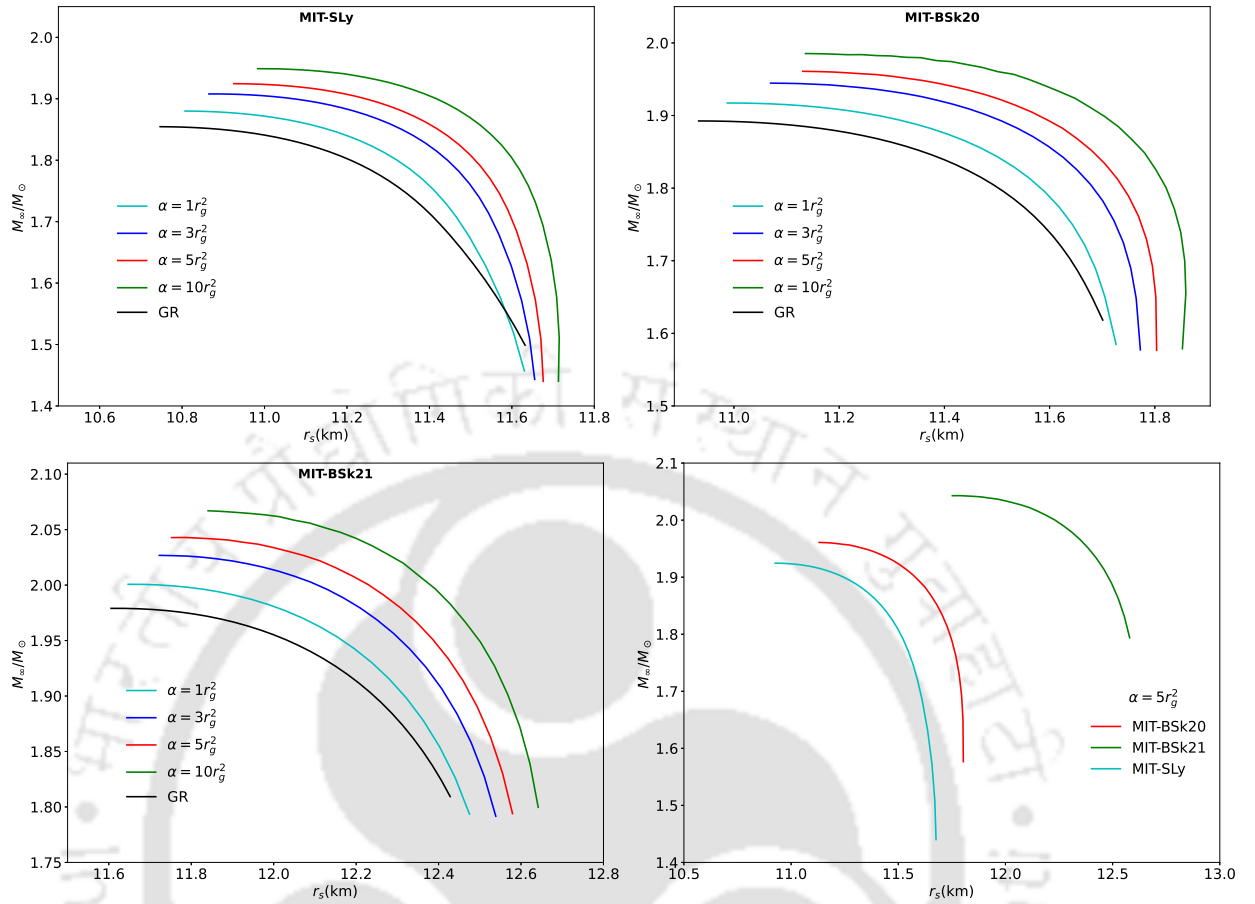 MIT-SLy
2.0
1.9
1.8
1.7
1.6
1.5
1.4
M∞/M⊙
α = 1r_g^2
α = 3r_g^2
α = 5r_g^2
α = 10r_g^2
GR
10.6 10.8 11.0 11.2 11.4 11.6 11.8
r_s(km)
MIT-BSk20
2.0
1.9
1.8
1.7
1.6
1.5
M∞/M⊙
α = 1r_g^2
α = 3r_g^2
α = 5r_g^2
α = 10r_g^2
GR
11.0 11.2 11.4 11.6 11.8
r_s(km)
MIT-BSk21
2.10
2.05
2.00
1.95
1.90
1.85
1.80
1.75
M∞/M⊙
α = 1r_g^2
α = 3r_g^2
α = 5r_g^2
α = 10r_g^2
GR
11.6 11.8 12.0 12.2 12.4 12.6 12.8
r_s(km)
2.1
2.0
1.9
1.8
1.7
1.6
1.5
1.4
M∞/M⊙
α = 5r_g^2
MIT-BSk20
MIT-BSk21
MIT-SLy
10.5 11.0 11.5 12.0 12.5 13.0
r_s(km)